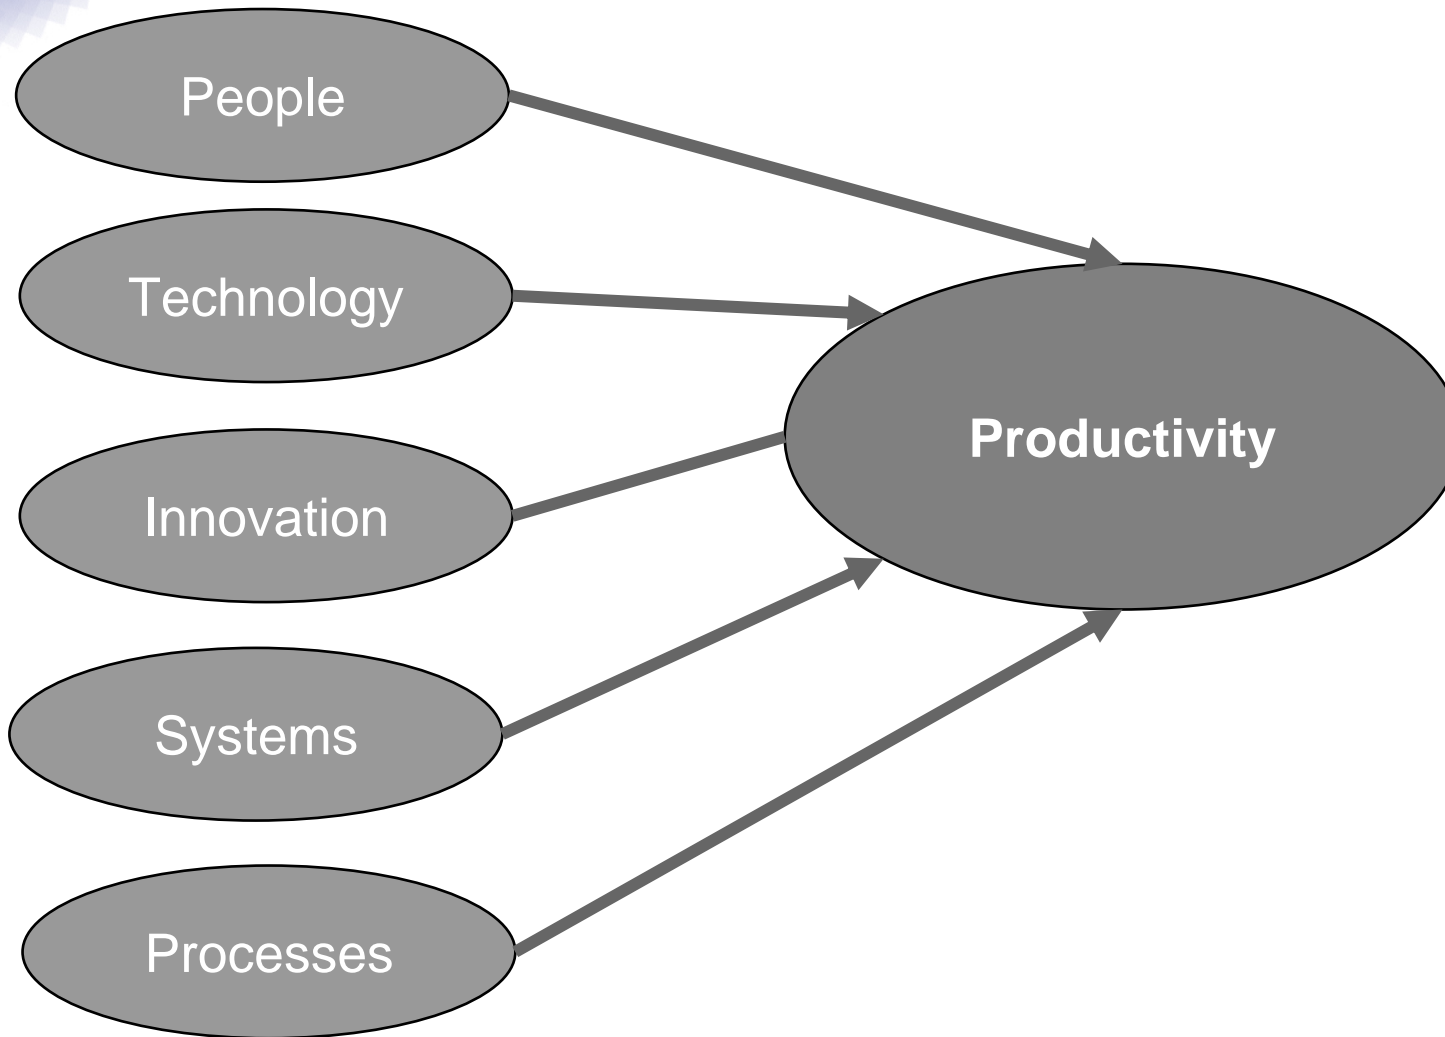 People
Technology
Innovation
Systems
Processes
Productivity